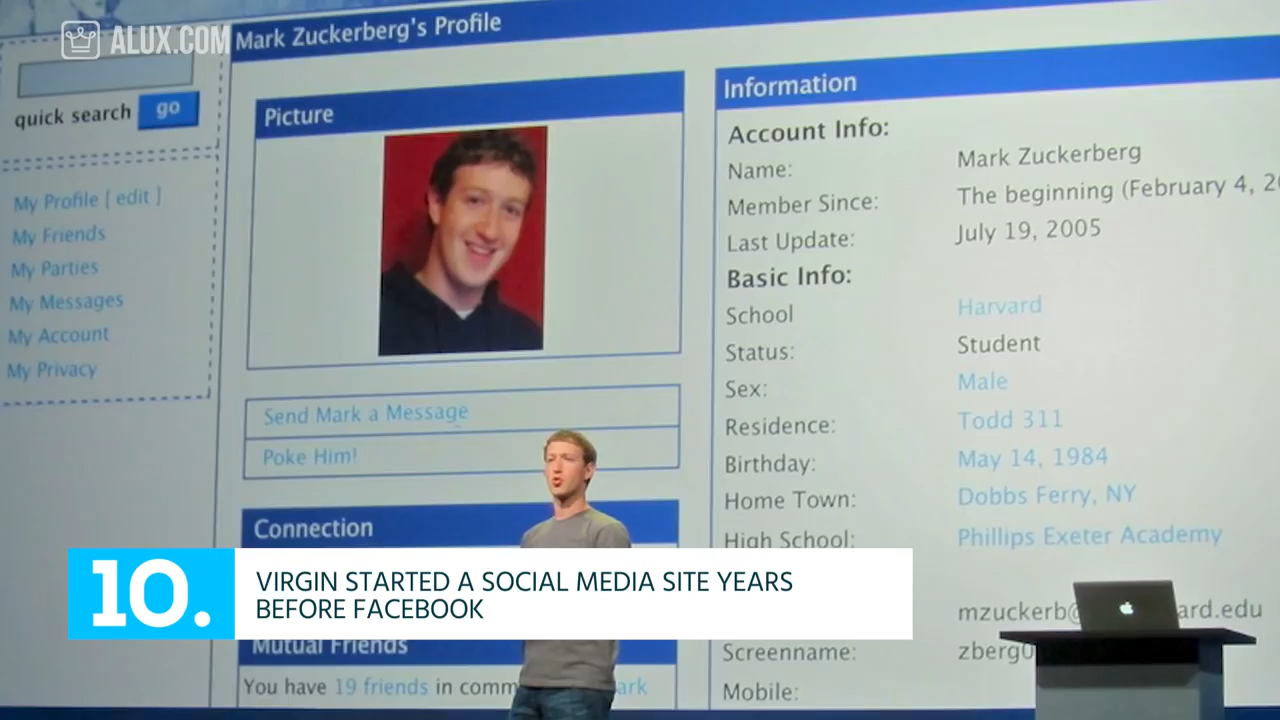 ALUX.COM
Mark Zuckerberg's Profile
quick search go
My Profile [ edit ]
My Friends
My Parties
My Messages
My Account
My Privacy
Picture
Send Mark a Message
Poke Him!
Connection
Mutual Friends
You have 19 friends in
Information
Account Info:
Name: Mark Zuckerberg
Member Since: The beginning (February 4,
Last Update: July 19, 2005
Basic Info:
School Harvard
Status: Student
Sex: Male
Residence: Todd 311
Birthday: May 14, 1984
Home Town: Dobbs Ferry, NY
High School: Phillips Exeter Academy
Screenname:
Mobile:
10.
VIRGIN STARTED A SOCIAL MEDIA SITE YEARS
BEFORE FACEBOOK